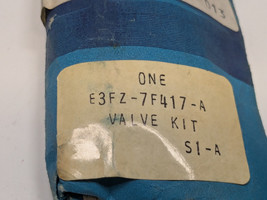 ONE
E3FZ-7F417-A
VALVE KIT
S1-A